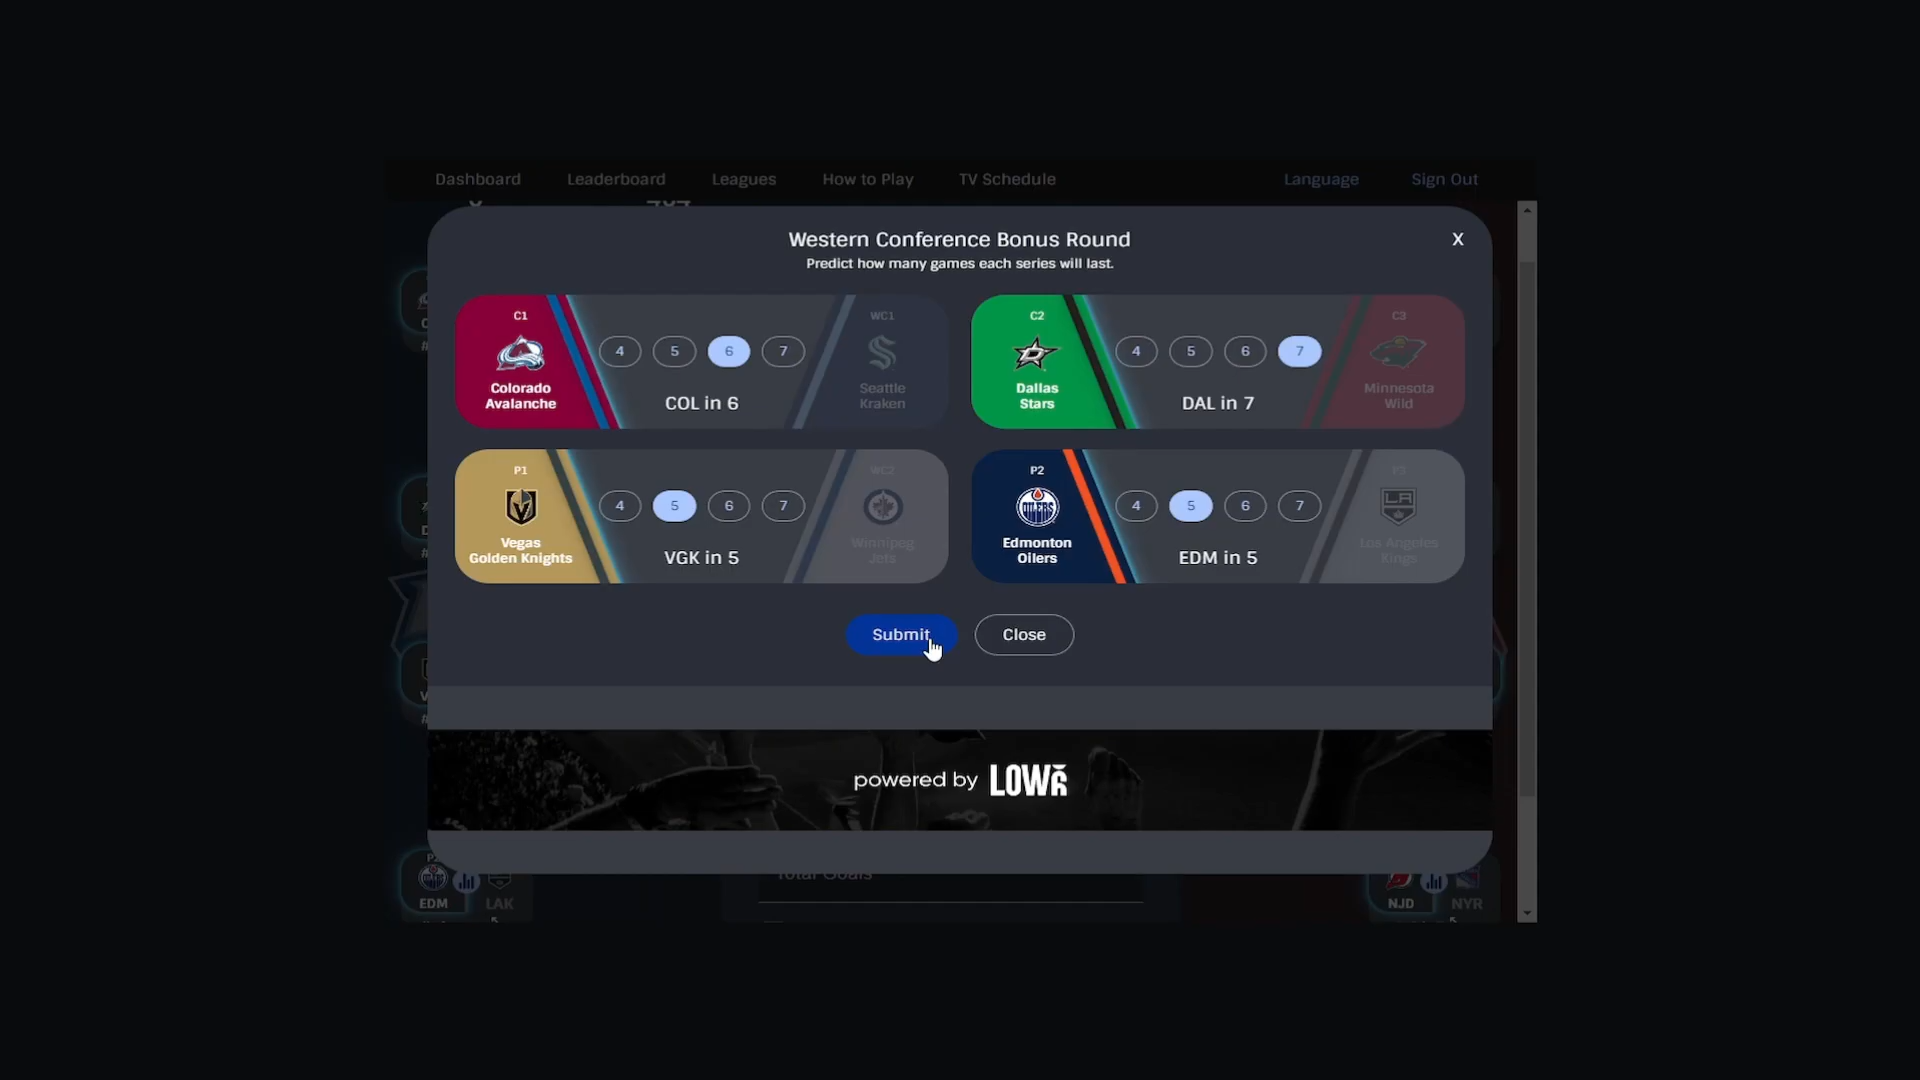 Dashboard Leaderboard Leagues How to Play TV Schedule Language Sign Out
Western Conference Bonus Round
X
Predict how many games each series will last.
C1
Colorado
Avalanche
4 5 6 7
COL in 6
WC1
Seattle
Kraken
C2
Dallas
Stars
4 5 6 7
DAL in 7
C3
Minnesota
Wild
P1
Vegas
Golden Knights
4 5 6 7
VGK in 5
WC2
Winnipeg
Jets
P2
OILERS
Edmonton
Oilers
4 5 6 7
EDM in 5
P3
LA
Los Angeles
Kings
Submit Close
powered by LOWĞ
Total Goals
EDM LAK
NJD NYR